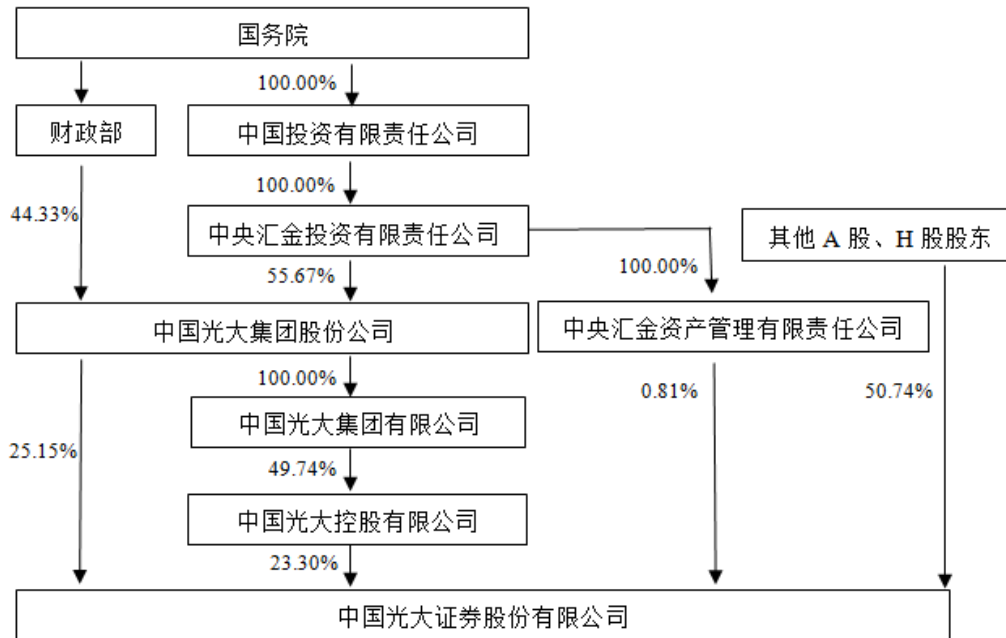 国务院
100.00%
财政部
中国投资有限责任公司
100.00%
44.33%
中央汇金投资有限责任公司
其他 A 股、H 股股东
55.67%
100.00%
中国光大集团股份公司
中央汇金资产管理有限责任公司
100.00%
0.81%
50.74%
中国光大集团有限公司
25.15%
49.74%
中国光大控股有限公司
23.30%
中国光大证券股份有限公司